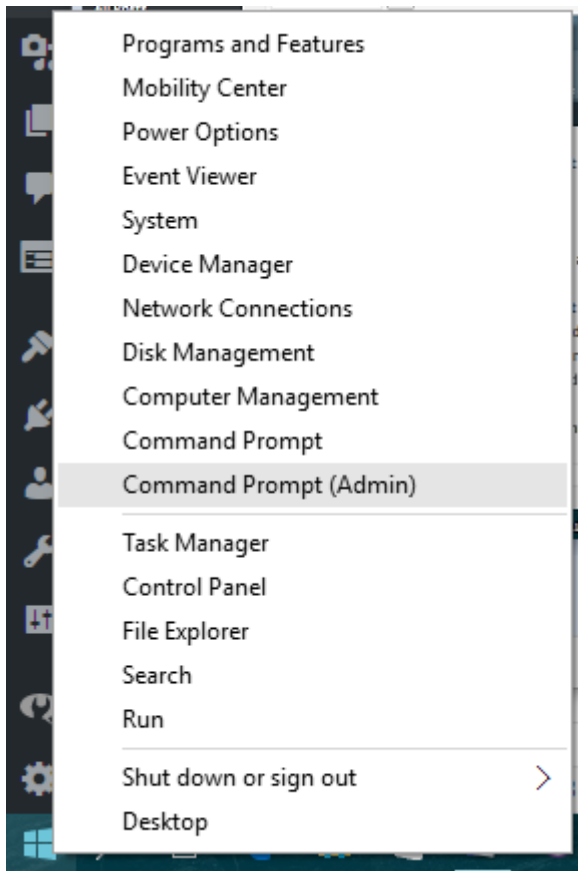 Programs and Features
Mobility Center
Power Options
Event Viewer
System
Device Manager
Network Connections
Disk Management
Computer Management
Command Prompt
Command Prompt (Admin)
Task Manager
Control Panel
File Explorer
Search
Run
Shut down or sign out
Desktop